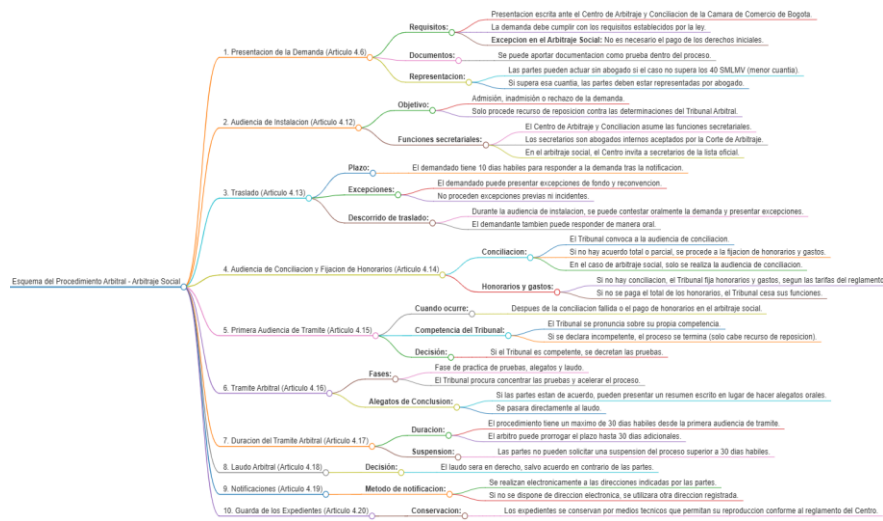 Esquema del Procedimiento Arbitral - Arbitraje Social
1. Presentacion de la Demanda (Articulo 4.6)
Requisitos:
Presentacion escrita ante el Centro de Arbitraje y Conciliacion de la Camara de Comercio de Bogota.
La demanda debe cumplir con los requisitos establecidos por la ley.
Excepcion en el Arbitraje Social: No es necesario el pago de los derechos iniciales.
Documentos:
Se puede aportar documentacion como prueba dentro del proceso.
Representacion:
Las partes pueden actuar sin abogado si el caso no supera los 40 SMLMV (menor cuantia).
Si supera esa cuantia, las partes deben estar representadas por abogado.
2. Audiencia de Instalacion (Articulo 4.12)
Objetivo:
Admisión, inadmisión o rechazo de la demanda.
Solo procede recurso de reposicion contra las determinaciones del Tribunal Arbitral.
Funciones secretariales:
El Centro de Arbitraje y Conciliacion asume las funciones secretariales.
Los secretarios son abogados internos aceptados por la Corte de Arbitraje.
En el arbitraje social, el Centro invita a secretarios de la lista oficial.
3. Traslado (Articulo 4.13)
Plazo:
El demandado tiene 10 dias habiles para responder a la demanda tras la notificacion.
Excepciones:
El demandado puede presentar excepciones de fondo y reconvencion.
No proceden excepciones previas ni incidentes.
Descorrido de traslado:
Durante la audiencia de instalacion, se puede contestar oralmente la demanda y presentar excepciones.
El demandante tambien puede responder de manera oral.
4. Audiencia de Conciliacion y Fijacion de Honorarios (Articulo 4.14)
Conciliacion:
El Tribunal convoca a la audiencia de conciliacion.
Si no hay acuerdo total o parcial, se procede a la fijacion de honorarios y gastos.
En el caso de arbitraje social, solo se realiza la audiencia de conciliacion.
Honorarios y gastos:
Si no hay conciliacion, el Tribunal fija honorarios y gastos, segun las tarifas del reglamento
Si no se paga el total de los honorarios, el Tribunal cesa sus funciones.
5. Primera Audiencia de Tramite (Articulo 4.15)
Cuando ocurre:
Despues de la conciliacion fallida o el pago de honorarios en el arbitraje social.
Competencia del Tribunal:
El Tribunal se pronuncia sobre su propia competencia.
Si se declara incompetente, el proceso se termina (solo cabe recurso de reposicion).
Decisión:
Si el Tribunal es competente, se decretan las pruebas.
6. Tramite Arbitral (Articulo 4.16)
Fases:
Fase de practica de pruebas, alegatos y laudo.
El Tribunal procura concentrar las pruebas y acelerar el proceso.
Alegatos de Conclusion:
Si las partes estan de acuerdo, pueden presentar un resumen escrito en lugar de hacer alegatos orales.
Se pasara directamente al laudo.
7. Duracion del Tramite Arbitral (Articulo 4.17)
Duracion:
El procedimiento tiene un maximo de 30 dias habiles desde la primera audiencia de tramite.
El arbitro puede prorrogar el plazo hasta 30 dias adicionales.
Suspension:
Las partes no pueden solicitar una suspension del proceso superior a 30 dias habiles.
8. Laudo Arbitral (Articulo 4.18)
Decisión:
El laudo sera en derecho, salvo acuerdo en contrario de las partes.
9. Notificaciones (Articulo 4.19)
Metodo de notificacion:
Se realizan electronicamente a las direcciones indicadas por las partes.
Si no se dispone de direccion electronica, se utilizara otra direccion registrada.
10. Guarda de los Expedientes (Articulo 4.20)
Conservacion:
Los expedientes se conservan por medios tecnicos que permitan su reproduccion conforme al reglamento del Centro.